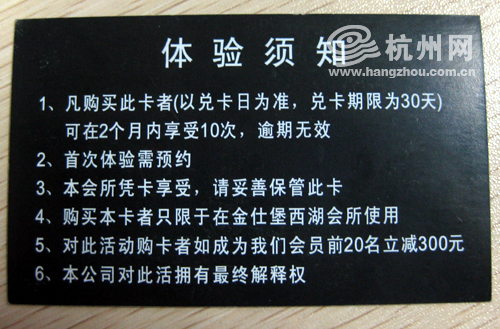 体验须知
杭州网
www.hangzhou.com.cn
1、凡购买此卡者(以兑卡日为准，兑卡期限为30天)
可在2个月内享受10次，逾期无效
2、首次体验需预约
3、本会所凭卡享受，请妥善保管此卡
4、购买本卡者只限于在金仕堡西湖会所使用
5、对此活动购卡者如成为我们会员前20名立减300元
6、本公司对此活拥有最终解释权